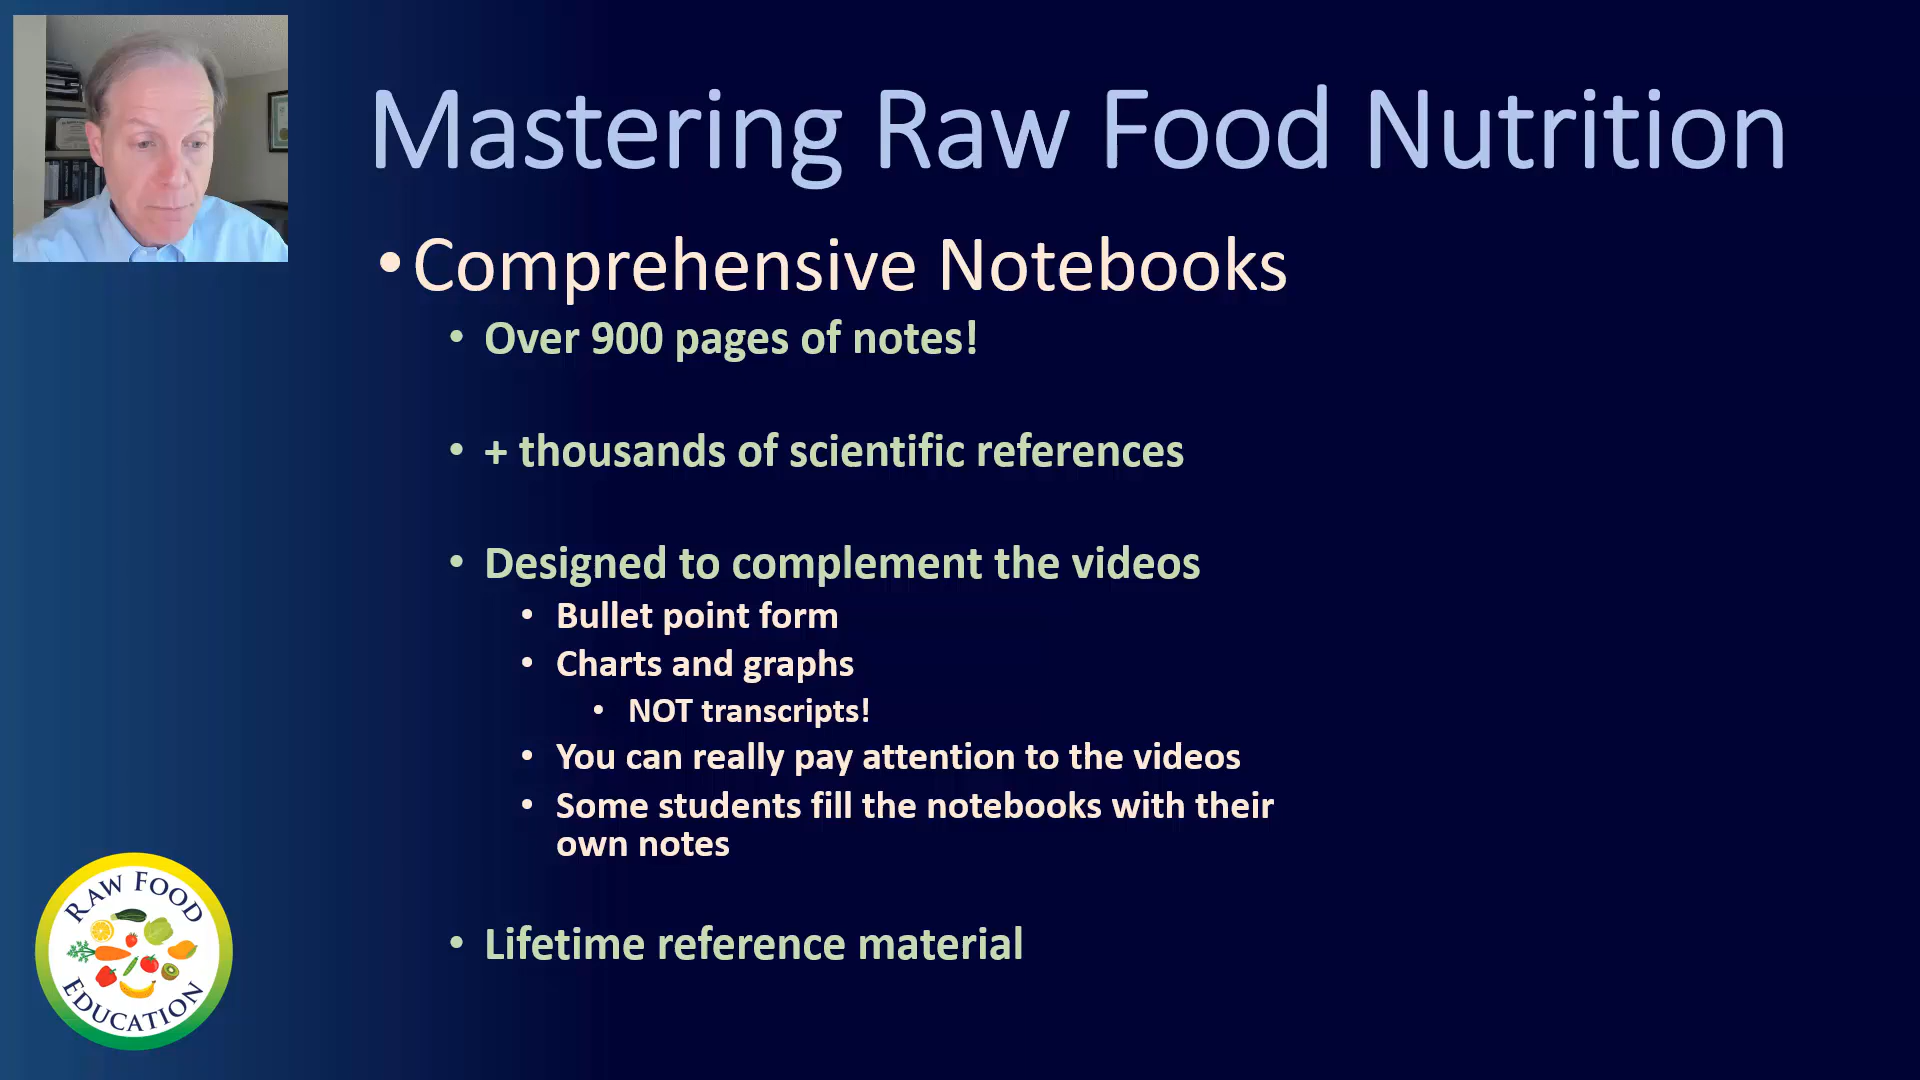 Mastering Raw Food Nutrition
• Comprehensive Notebooks
• Over 900 pages of notes!
• + thousands of scientific references
• Designed to complement the videos
• Bullet point form
• Charts and graphs
• NOT transcripts!
• You can really pay attention to the videos
• Some students fill the notebooks with their
own notes
• Lifetime reference material
RAW FOOD
EDUCATION